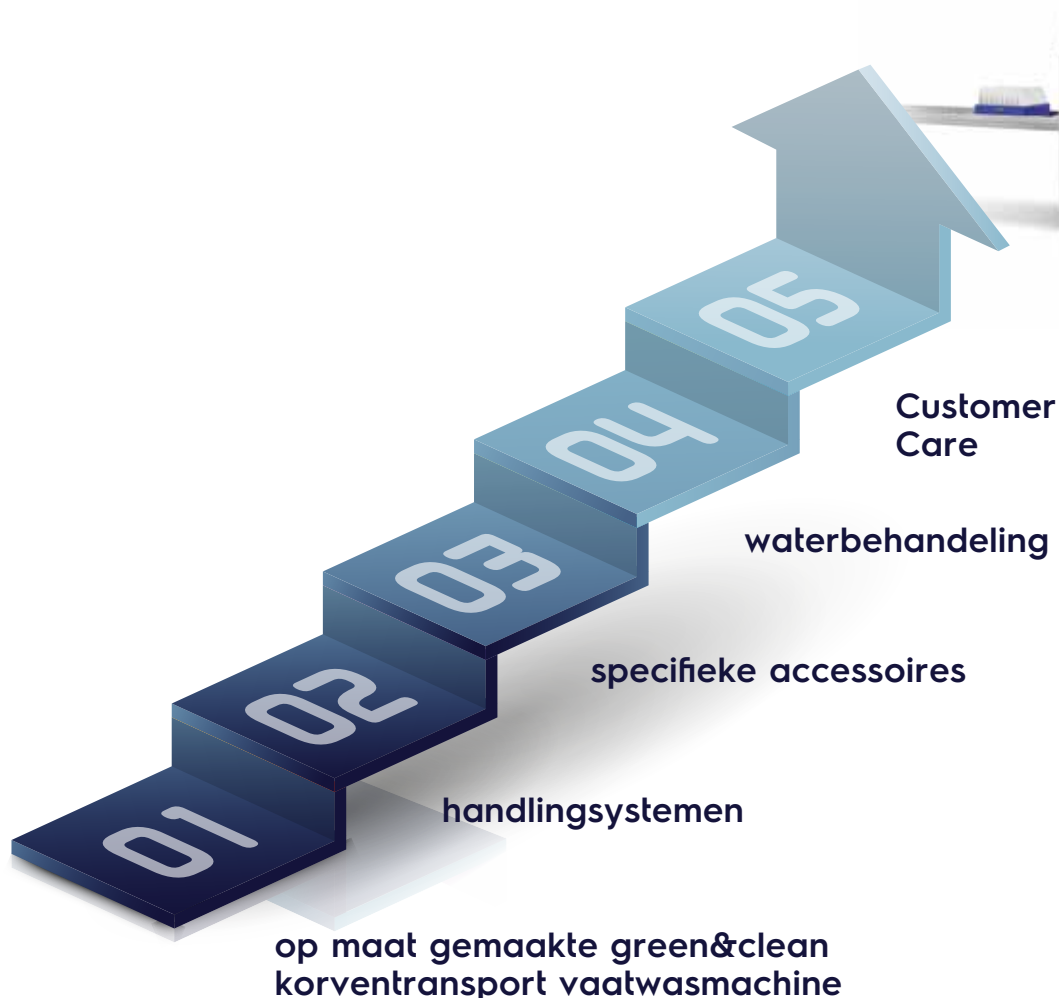 05
Customer
Care
04
waterbehandeling
03
specifieke accessoires
02
handlingsystemen
01
op maat gemaakte green&clean
korventransport vaatwasmachine